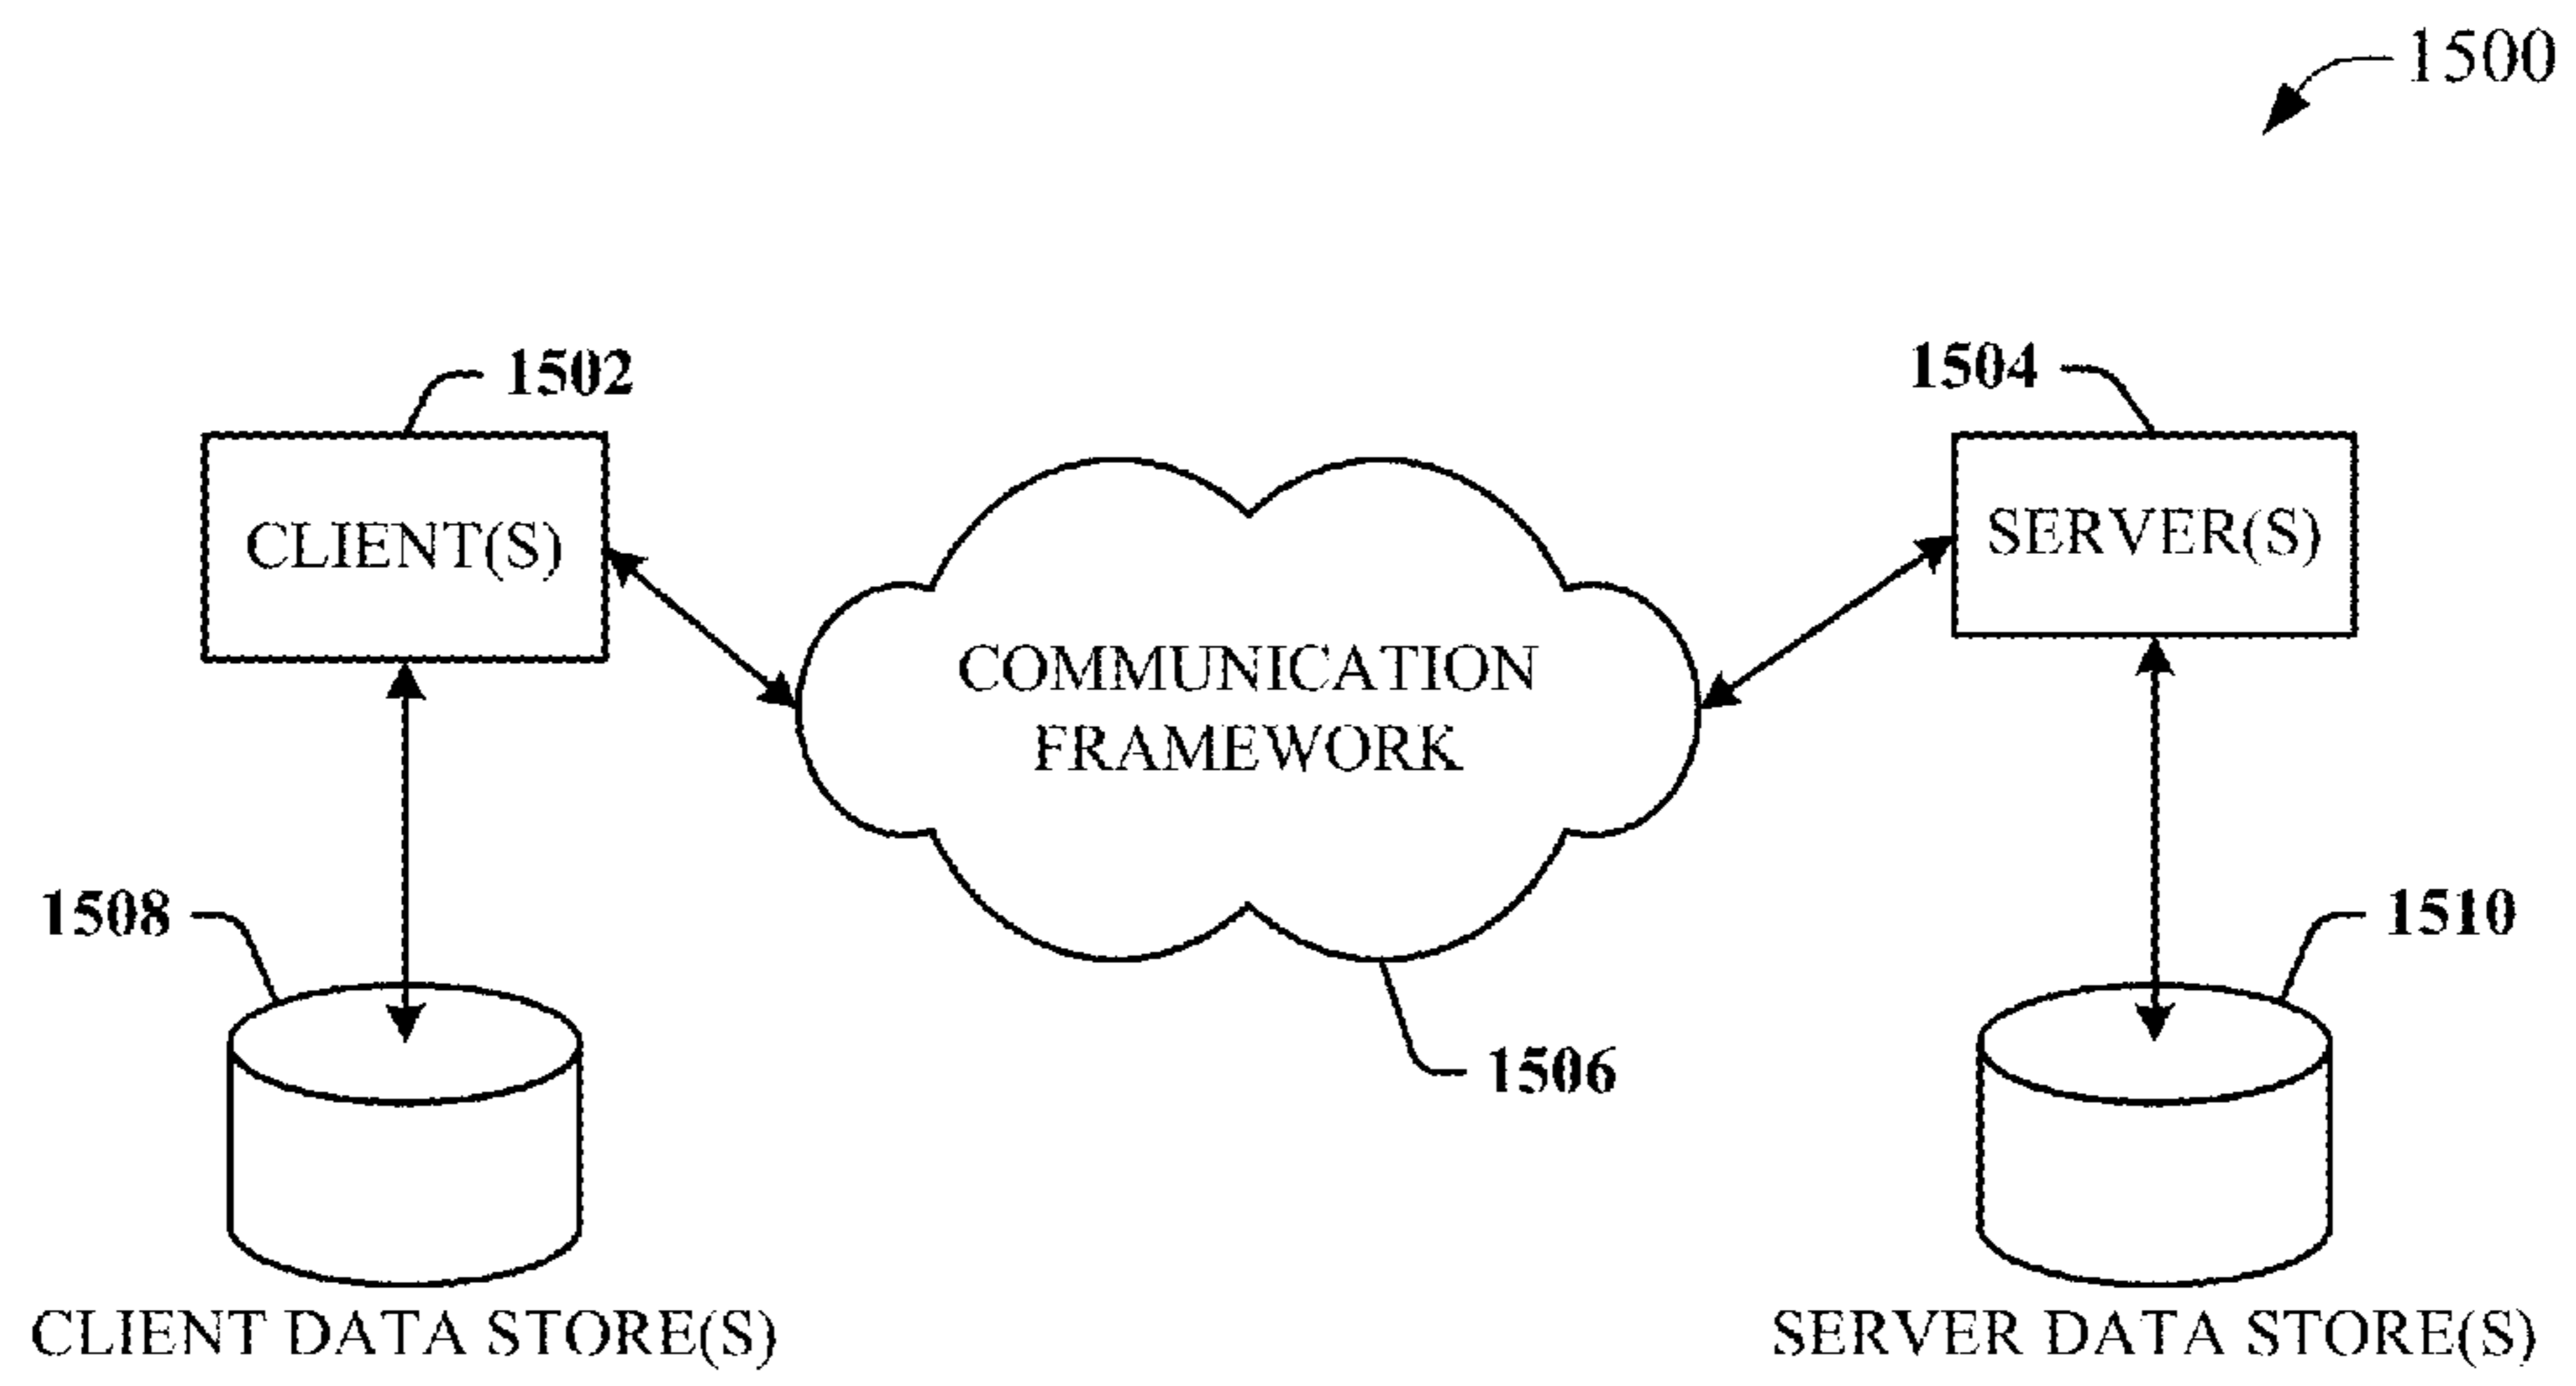 1500
1502
1504
CLIENT(S)
SERVER(S)
COMMUNICATION
FRAMEWORK
1508
1510
1506
CLIENT DATA STORE(S)
SERVER DATA STORE(S)